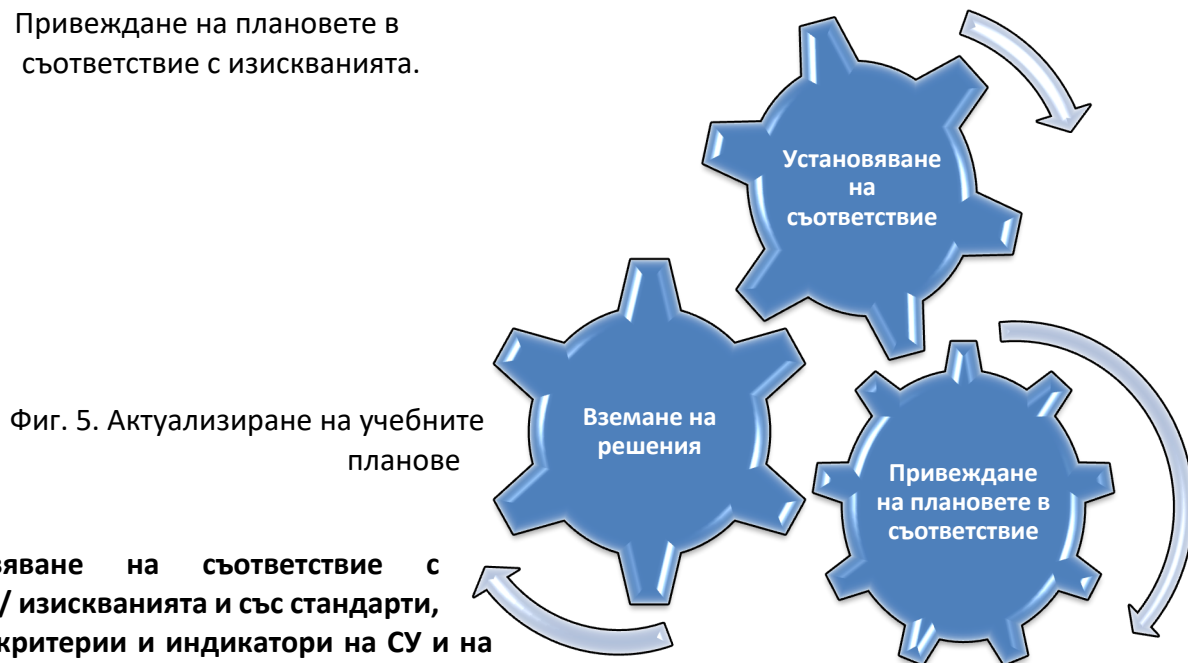 Привеждане на плановете в
съответствие с изискванията.
Установяване
на
съответствие
Вземане на
решения
Привеждане
на плановете в
съответствие
Фиг. 5. Актуализиране на учебните
планове
вяване на съответствие с
/ изискванията и със стандарти,
критерии и индикатори на СУ и на